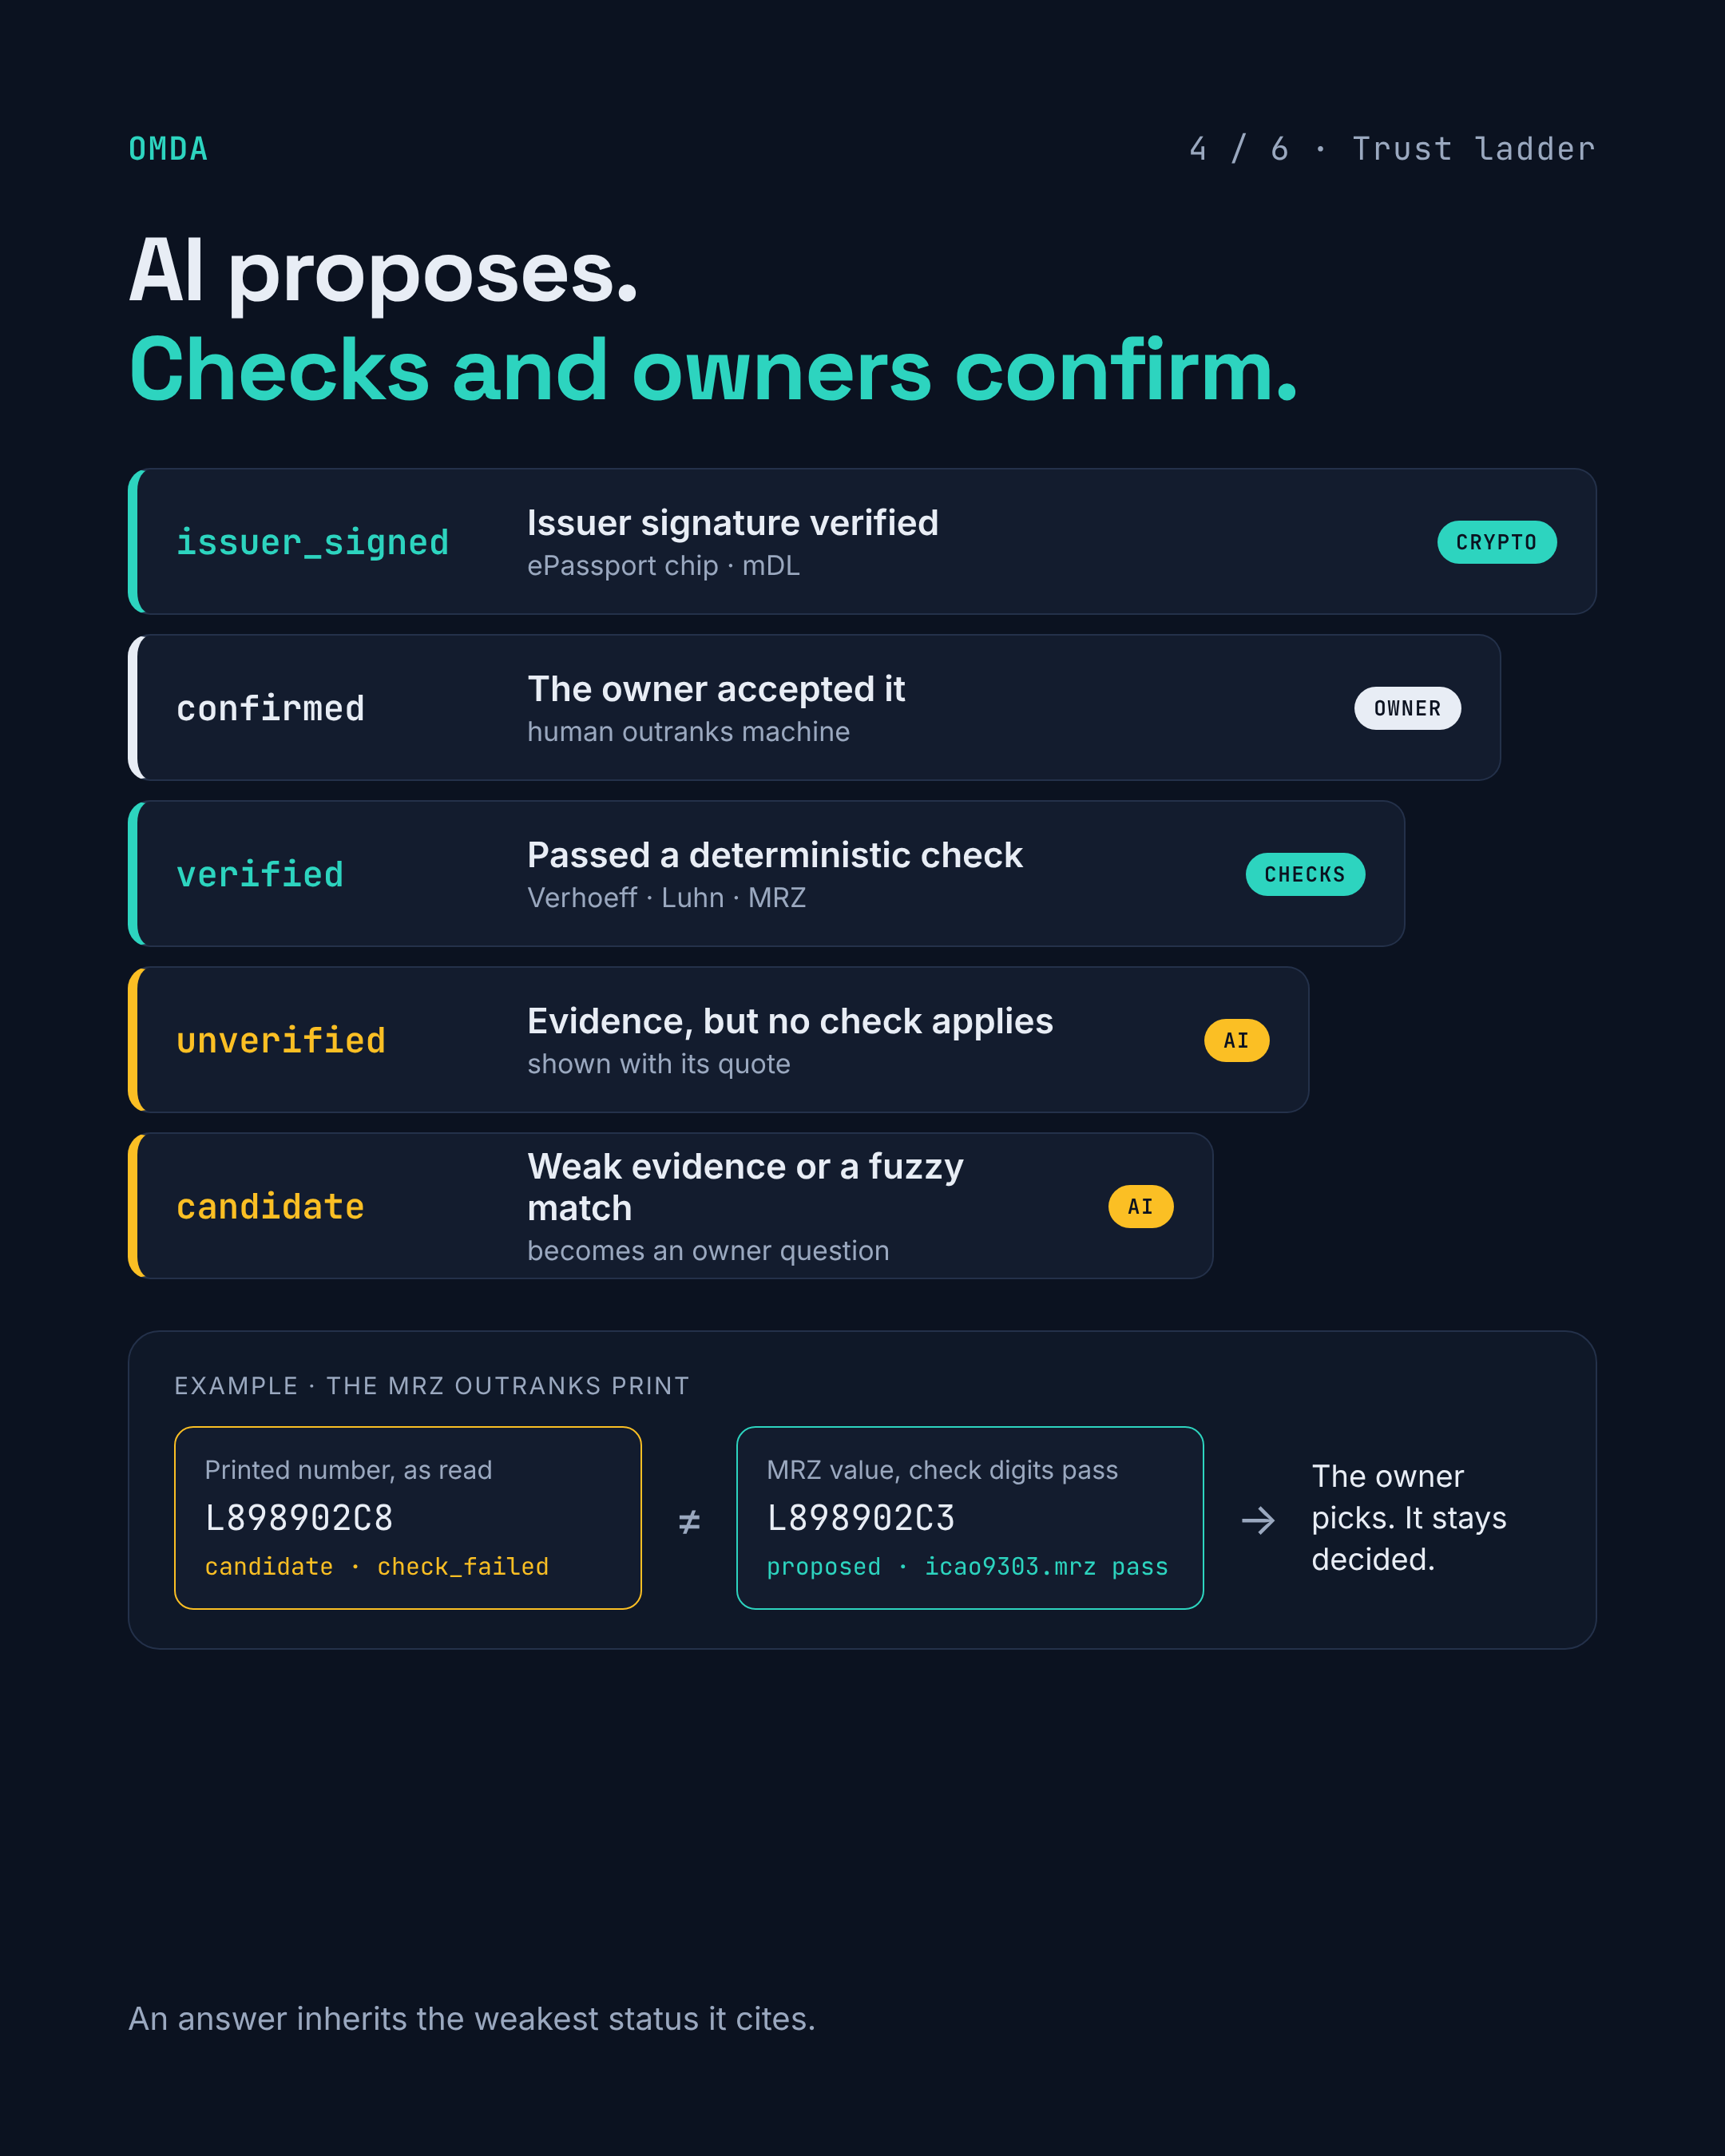 OMDA
4 / 6 · Trust ladder
AI proposes.
Checks and owners confirm.
issuer_signed
Issuer signature verified
ePassport chip · mDL
CRYPTO
confirmed
The owner accepted it
human outranks machine
OWNER
verified
Passed a deterministic check
Verhoeff · Luhn · MRZ
CHECKS
unverified
Evidence, but no check applies
shown with its quote
AI
candidate
Weak evidence or a fuzzy
match
becomes an owner question
AI
EXAMPLE · THE MRZ OUTRANKS PRINT
Printed number, as read
L898902C8
candidate · check_failed
≠
MRZ value, check digits pass
L898902C3
proposed · icao9303.mrz pass
→
The owner
picks. It stays
decided.
An answer inherits the weakest status it cites.